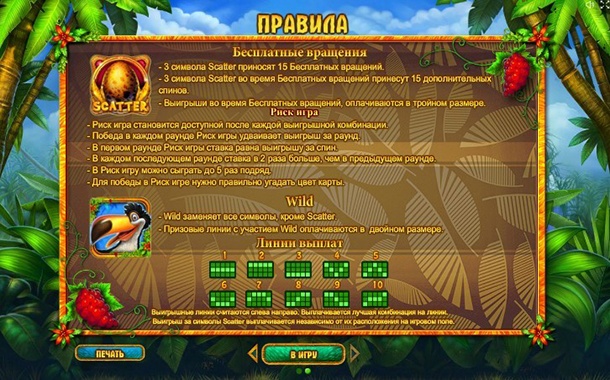 ПРАВИЛА
Бесплатные вращения
- 3 символа Scatter приносят 15 Бесплатных вращений.
- 3 символа Scatter во время Бесплатных вращений принесут 15 дополнительных
спинов.
- Выигрыши во время Бесплатных вращений, оплачиваются в тройном размере.
SCATTER
Риск игра
- Риск игра становится доступной после каждой выигрышной комбинации.
- Победа в каждом раунде Риск игры удваивает выигрыш за раунд.
- В первом раунде Риск игры ставка равна выигрышу за спин.
- В каждом последующем раунде ставка в 2 раза больше, чем в предыдущем раунде.
- В Риск игру можно сыграть до 5 раз подряд.
- Для победы в Риск игре нужно правильно угадать цвет карты.
Wild
- Wild заменяет все символы, кроме Scatter
- Призовые линии с участием Wild оплачиваются в двойном размере.
Линии выплат
1 2 3 4 5
6 7 8 9 10
Выигрышные линии считаются слева направо. Выплачивается лучшая комбинация на линии.
Выигрыш за символы Scatter выплачивается независимо от их расположения на игровом поле.
ПЕЧАТЬ
В ИГРУ